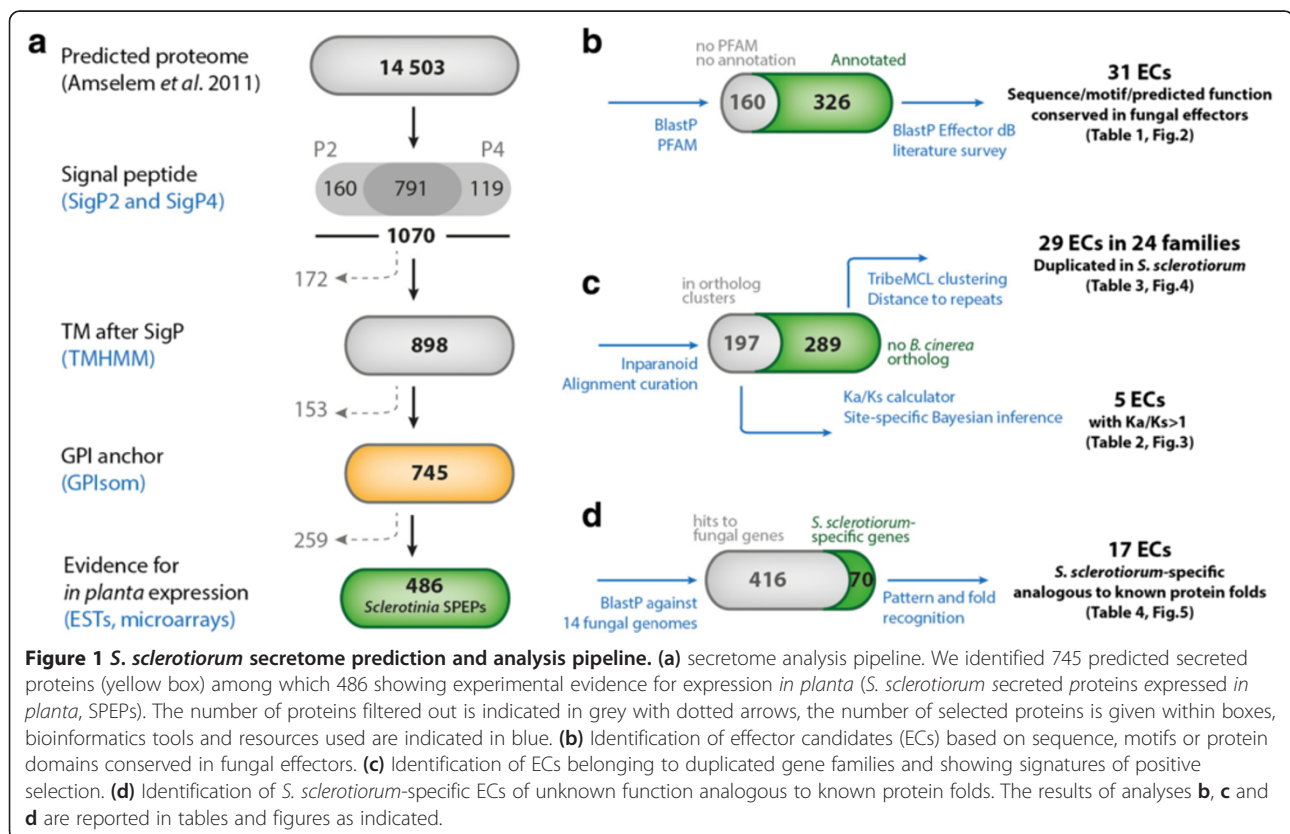 a
Predicted proteome
(Amselem et al. 2011)
14 503
P2
P4
Signal peptide
(SigP2 and SigP4)
160
791
119
1070
172
TM after SigP
(TMHMM)
898
153
GPI anchor
(GPIsom)
745
259
Evidence for
in planta expression
(ESTs, microarrays)
486
Sclerotinia SPEPs
b
no PFAM
no annotation
Annotated
160
326
BlastP
PFAM
BlastP Effector dB
literature survey
31 ECs
Sequence/motif/predicted function
conserved in fungal effectors
(Table 1, Fig.2)
c
in ortholog
clusters
197
289
no B. cinerea
ortholog
Inparanoid
Alignment curation
TribeMCL clustering
Distance to repeats
29 ECs in 24 families
Duplicated in S. sclerotiorum
(Table 3, Fig.4)
Ka/Ks calculator
Site-specific Bayesian inference
5 ECs
with Ka/Ks>1
(Table 2, Fig.3)
d
hits to
fungal genes
S. sclerotiorum-
specific genes
416
70
BlastP against
14 fungal genomes
Pattern and fold
recognition
17 ECs
S. sclerotiorum-specific
analogous to known protein folds
(Table 4, Fig.5)
Figure 1 S. sclerotiorum secretome prediction and analysis pipeline. (a) secretome analysis pipeline. We identified 745 predicted secreted
proteins (yellow box) among which 486 showing experimental evidence for expression in planta (S. sclerotiorum secreted proteins expressed in
planta, SPEPs). The number of proteins filtered out is indicated in grey with dotted arrows, the number of selected proteins is given within boxes,
bioinformatics tools and resources used are indicated in blue. (b) Identification of effector candidates (ECs) based on sequence, motifs or protein
domains conserved in fungal effectors. (c) Identification of ECs belonging to duplicated gene families and showing signatures of positive
selection. (d) Identification of S. sclerotiorum-specific ECs of unknown function analogous to known protein folds. The results of analyses b, c and
d are reported in tables and figures as indicated.